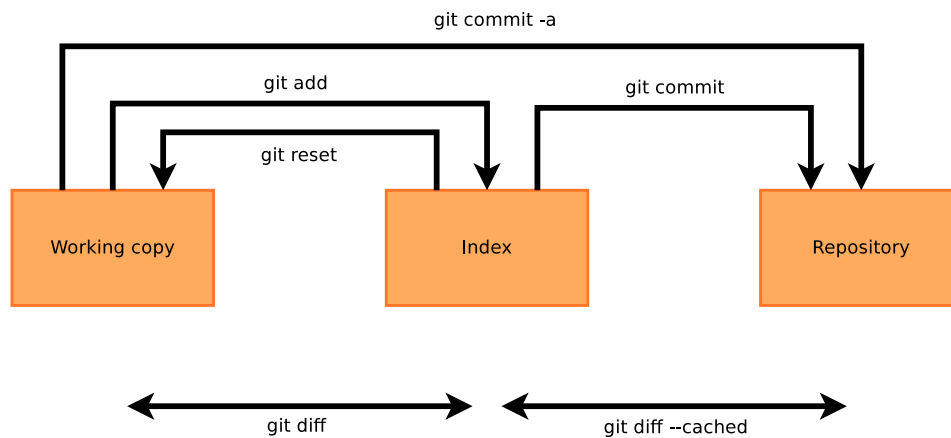 git commit -a
git add
git commit
git reset
Working copy
Index
Repository
git diff
git diff --cached